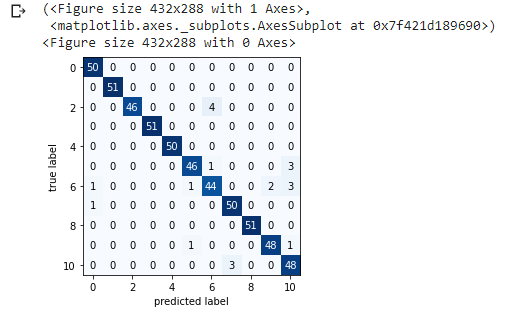 (<Figure size 432x288 with 1 Axes>,
<matplotlib.axes._subplots.AxesSubplot at 0x7f421d189690>)
<Figure size 432x288 with 0 Axes>
0 50 0 0 0 0 0 0 0 0 0 0
0 51 0 0 0 0 0 0 0 0 0
2 0 0 46 0 0 0 4 0 0 0 0
0 0 0 51 0 0 0 0 0 0 0
4 0 0 0 0 50 0 0 0 0 0 0
0 0 0 0 0 46 1 0 0 0 3
6 1 0 0 0 0 1 44 0 0 2 3
1 0 0 0 0 0 0 50 0 0 0
8 0 0 0 0 0 0 0 0 51 0 0
0 0 0 0 0 1 0 0 0 48 1
10 0 0 0 0 0 0 0 3 0 0 48
0 2 4 6 8 10
predicted label
true label